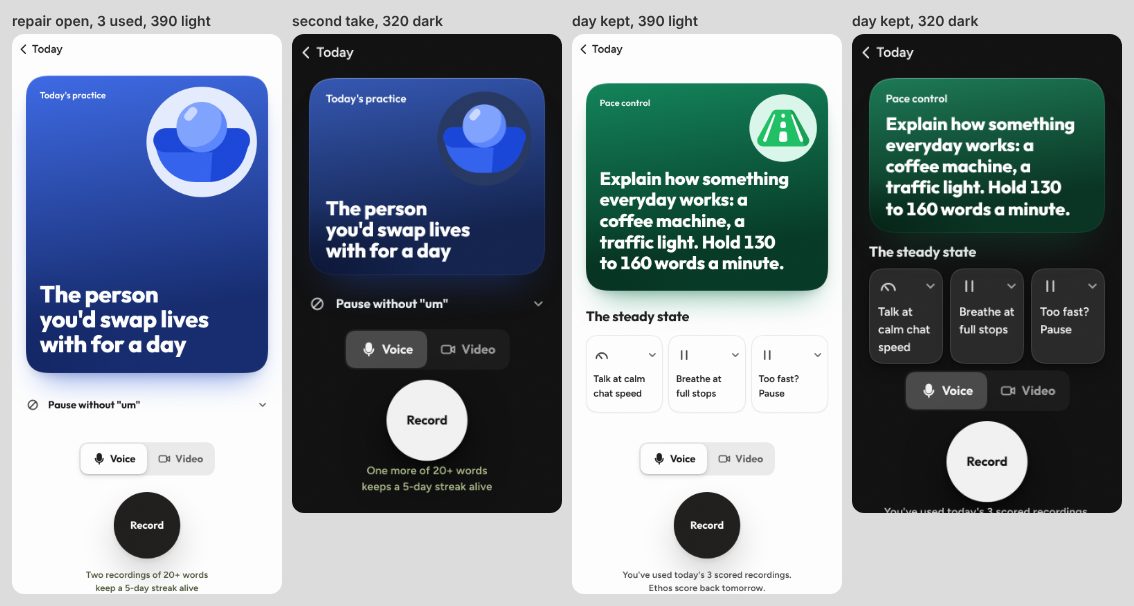 repair open, 3 used, 390 light
Today
Today's practice
The person
you'd swap lives
with for a day
Pause without "um"
Voice
Video
Record
Two recordings of 20+ words
keep a 5-day streak alive
second take, 320 dark
Today
Today's practice
The person
you'd swap lives
with for a day
Pause without "um"
Voice
Video
Record
One more of 20+ words
keeps a 5-day streak alive
day kept, 390 light
Today
Pace control
Explain how something
everyday works: a
coffee machine, a
traffic light. Hold 130
to 160 words a minute.
The steady state
Talk at calm
chat speed
Breathe at
full stops
Too fast?
Pause
Voice
Video
Record
You've used today's 3 scored recordings.
Ethos score back tomorrow.
day kept, 320 dark
Today
Pace control
Explain how something
everyday works: a
coffee machine, a
traffic light. Hold 130
to 160 words a minute.
The steady state
Talk at
calm chat
speed
Breathe at
full stops
Too fast?
Pause
Voice
Video
Record
You've used today's 3 scored recordings